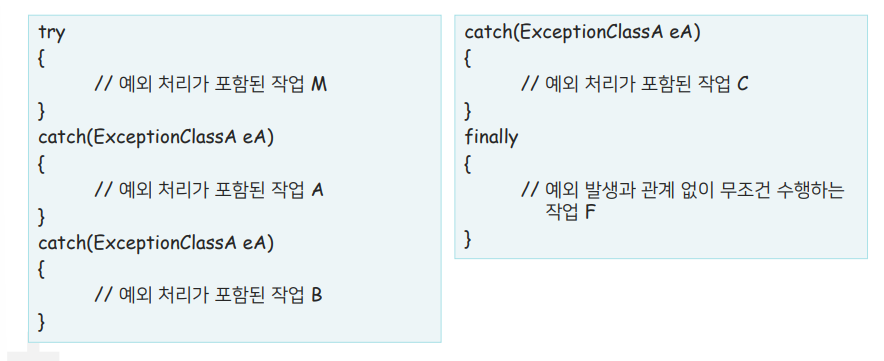 try
{
// 예외 처리가 포함된 작업 M
}
catch(ExceptionClassA eA)
{
// 예외 처리가 포함된 작업 A
}
catch(ExceptionClassA eA)
{
// 예외 처리가 포함된 작업 B
}
catch(ExceptionClassA eA)
{
// 예외 처리가 포함된 작업 C
}
finally
{
// 예외 발생과 관계 없이 무조건 수행하는
작업 F
}